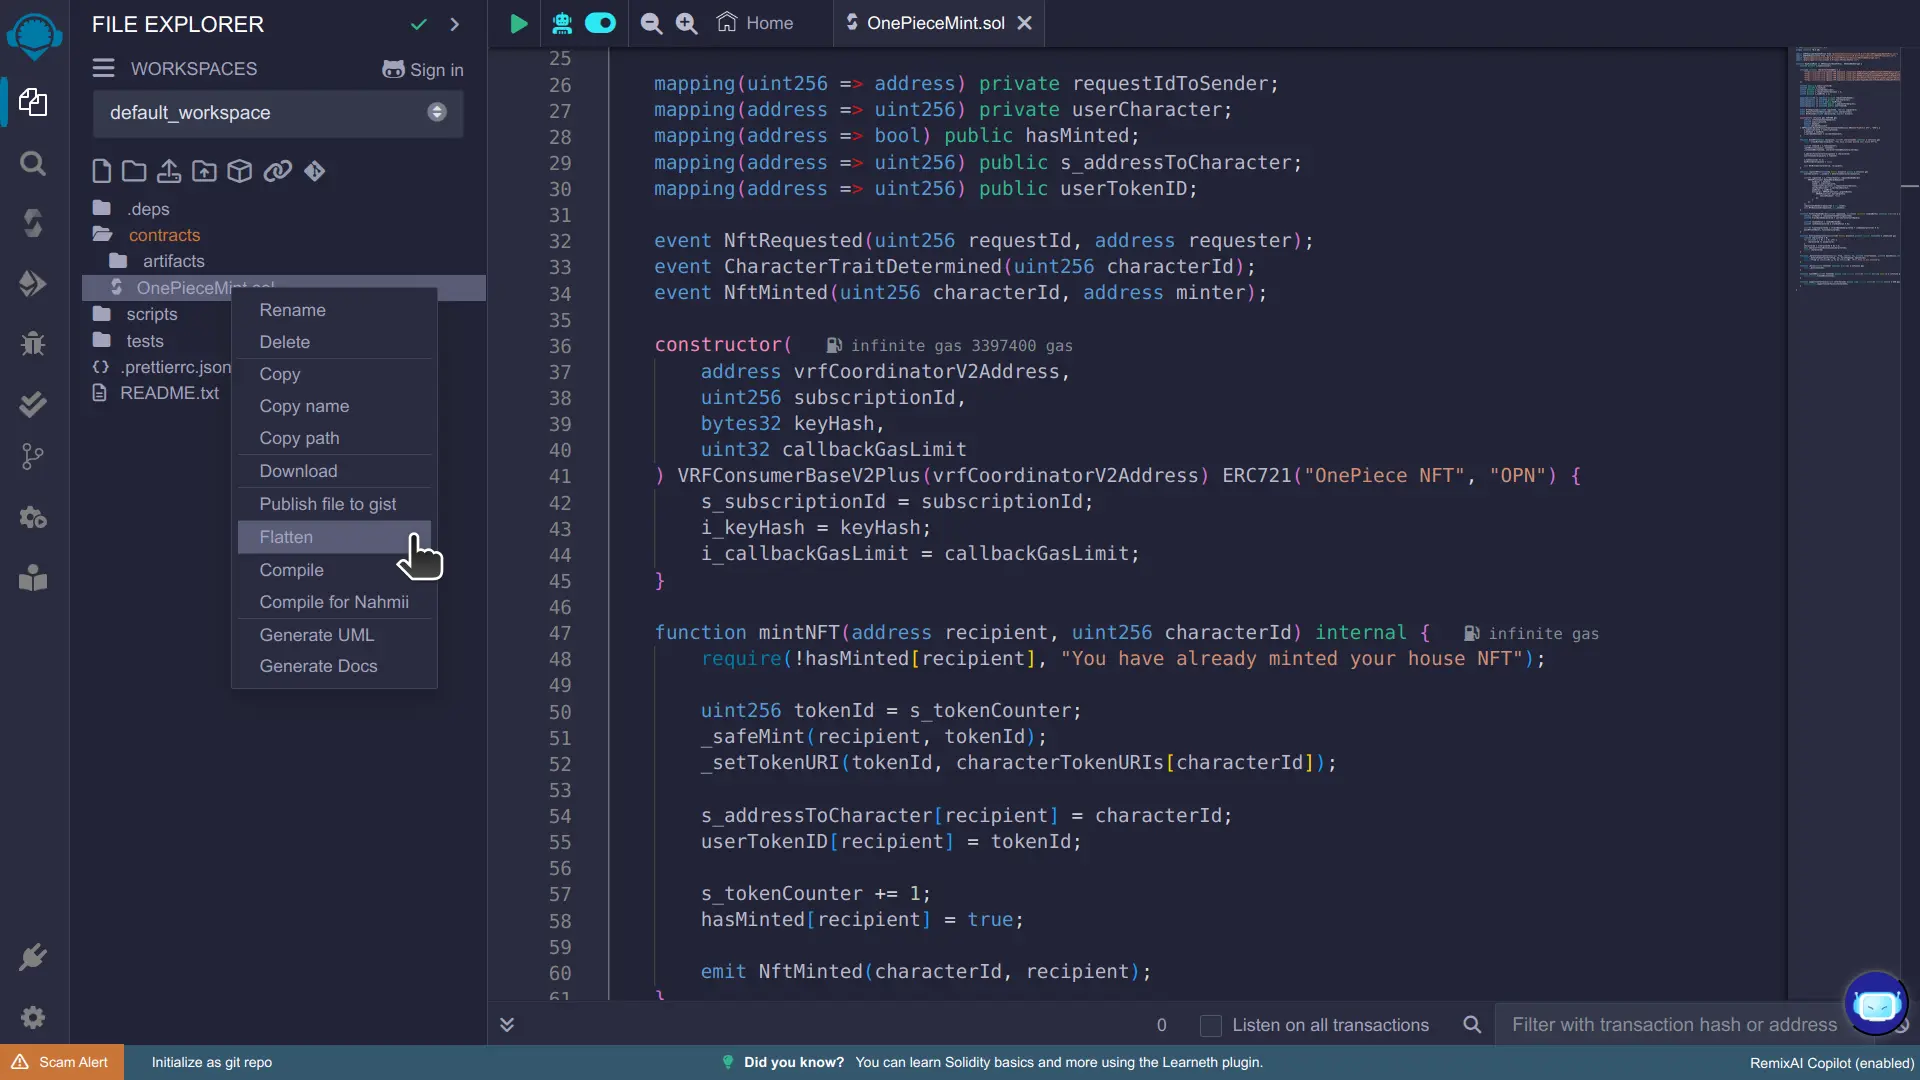 FILE EXPLORER
WORKSPACES
Sign in
default_workspace
.deps
contracts
artifacts
OnePieceMint.sol
scripts
tests
{} .prettierrc.json
README.txt
Rename
Delete
Copy
Copy name
Copy path
Download
Publish file to gist
Flatten
Compile
Compile for Nahmii
Generate UML
Generate Docs
Home
OnePieceMint.sol
25
26 mapping(uint256 => address) private requestIdToSender;
27 mapping(address => uint256) private userCharacter;
28 mapping(address => bool) public hasMinted;
29 mapping(address => uint256) public s_addressToCharacter;
30 mapping(address => uint256) public userTokenID;
31
32 event NftRequested(uint256 requestId, address requester);
33 event CharacterTraitDetermined(uint256 characterId);
34 event NftMinted(uint256 characterId, address minter);
35
36 constructor( infinite gas 3397400 gas
37 address vrfCoordinatorV2Address,
38 uint256 subscriptionId,
39 bytes32 keyHash,
40 uint32 callbackGasLimit
41 ) VRFConsumerBaseV2Plus(vrfCoordinatorV2Address) ERC721("OnePiece NFT", "OPN") {
42 s_subscriptionId = subscriptionId;
43 i_keyHash = keyHash;
44 i_callbackGasLimit = callbackGasLimit;
45 }
46
47 function mintNFT(address recipient, uint256 characterId) internal { infinite gas
48 require(!hasMinted[recipient], "You have already minted your house NFT");
49
50 uint256 tokenId = s_tokenCounter;
51 _safeMint(recipient, tokenId);
52 _setTokenURI(tokenId, characterTokenURIs[characterId]);
53
54 s_addressToCharacter[recipient] = characterId;
55 userTokenID[recipient] = tokenId;
56
57 s_tokenCounter += 1;
58 hasMinted[recipient] = true;
59
60 emit NftMinted(characterId, recipient);
61 }
0 Listen on all transactions Filter with transaction hash or address
Scam Alert
Initialize as git repo
Did you know? You can learn Solidity basics and more using the Learneth plugin.
RemixAI Copilot (enabled)